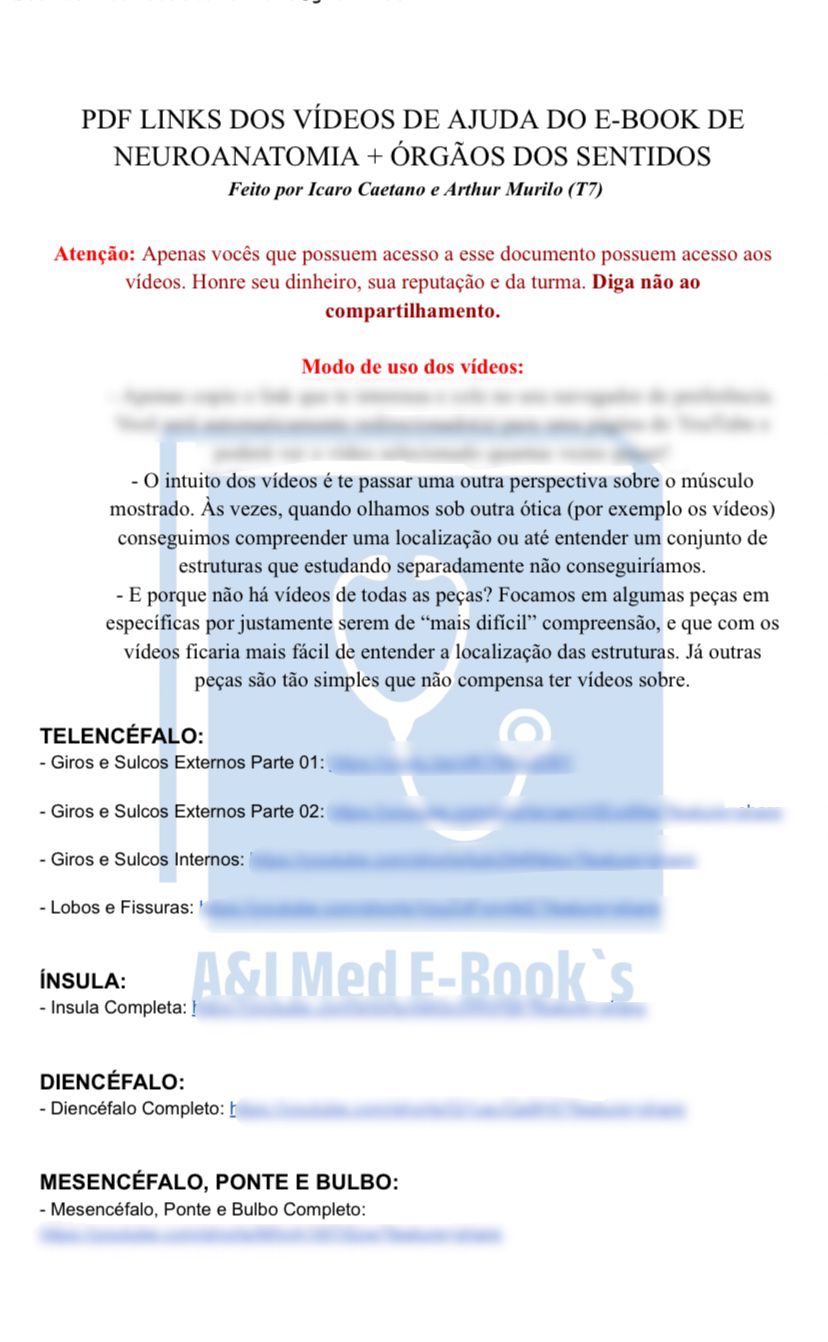 PDF LINKS DOS VÍDEOS DE AJUDA DO E-BOOK DE
NEUROANATOMIA + ÓRGÃOS DOS SENTIDOS
Feito por Icaro Caetano e Arthur Murilo (T7)
Atenção: Apenas vocês que possuem acesso a esse documento possuem acesso aos
vídeos. Honre seu dinheiro, sua reputação e da turma. Diga não ao
compartilhamento.
Modo de uso dos vídeos:
- O intuito dos vídeos é te passar uma outra perspectiva sobre o músculo
mostrado. Às vezes, quando olhamos sob outra ótica (por exemplo os vídeos)
conseguimos compreender uma localização ou até entender um conjunto de
estruturas que estudando separadamente não conseguiríamos.
- E porque não há vídeos de todas as peças? Focamos em algumas peças em
específicas por justamente serem de “mais difícil” compreensão, e que com os
vídeos ficaria mais fácil de entender a localização das estruturas. Já outras
peças são tão simples que não compensa ter vídeos sobre.
TELENCÉFALO:
- Giros e Sulcos Externos Parte 01:
- Giros e Sulcos Externos Parte 02:
- Giros e Sulcos Internos:
- Lobos e Fissuras:
A&I Med E-Book`s
ÍNSULA:
- Insula Completa:
DIENCÉFALO:
- Diencéfalo Completo:
MESENCÉFALO, PONTE E BULBO:
- Mesencéfalo, Ponte e Bulbo Completo: